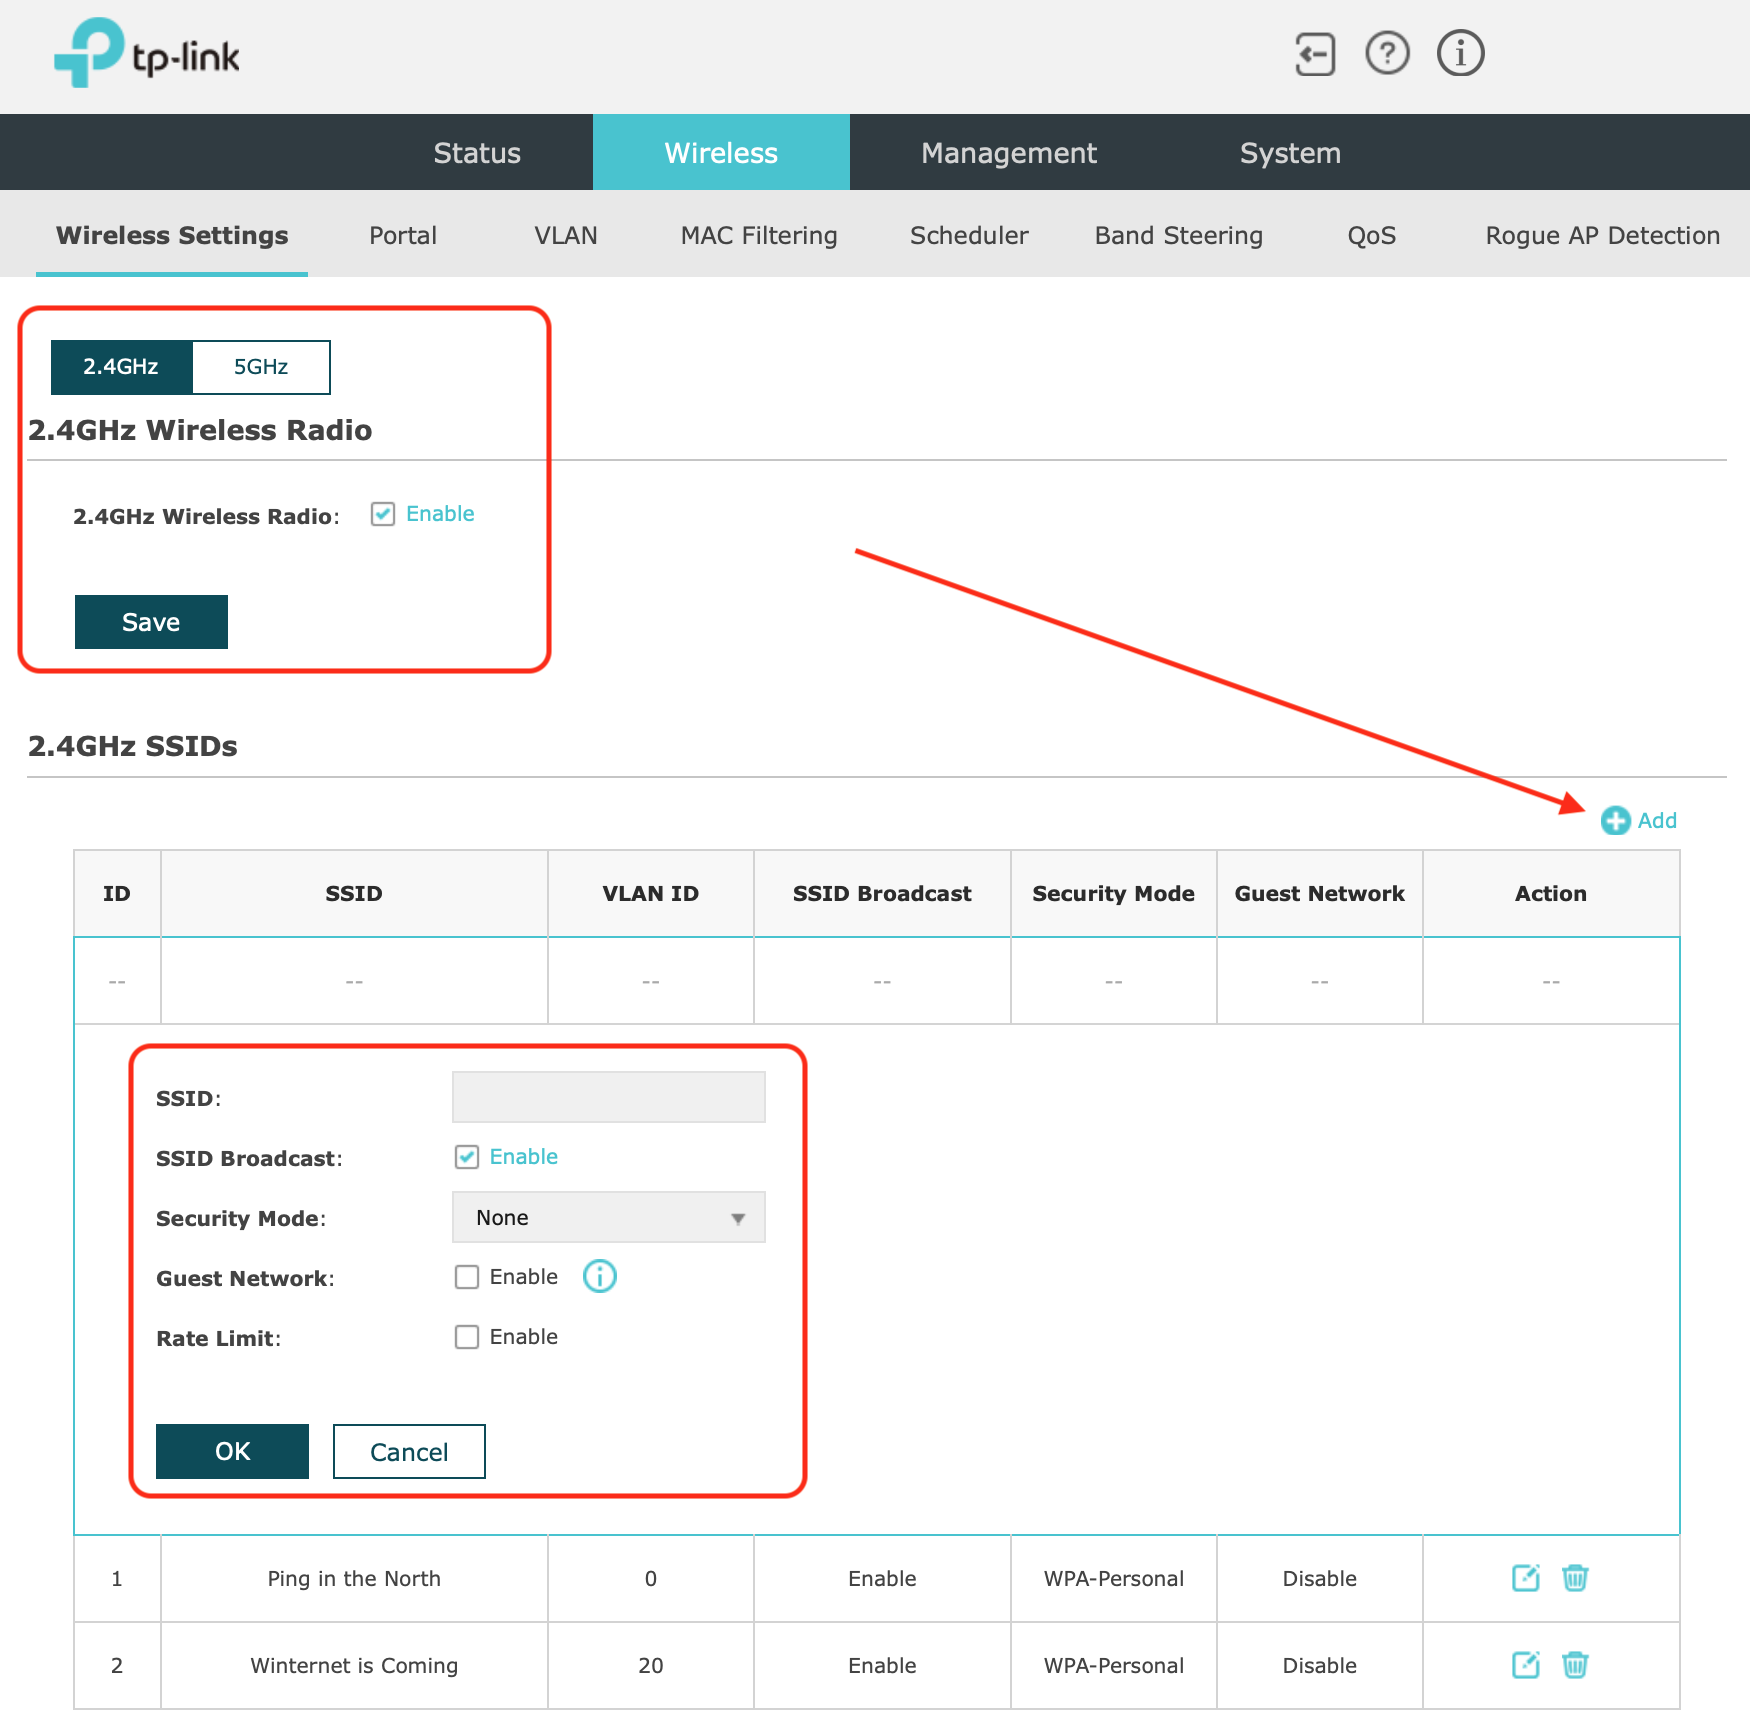 tp-link
Status Wireless Management System
Wireless Settings Portal VLAN MAC Filtering Scheduler Band Steering QoS Rogue AP Detection
2.4GHz 5GHz
2.4GHz Wireless Radio
2.4GHz Wireless Radio: Enable
Save
2.4GHz SSIDs
Add
ID SSID VLAN ID SSID Broadcast Security Mode Guest Network Action
-- -- -- -- -- -- --
SSID:
SSID Broadcast: Enable
Security Mode: None
Guest Network: Enable
Rate Limit: Enable
OK Cancel
1 Ping in the North 0 Enable WPA-Personal Disable
2 Winternet is Coming 20 Enable WPA-Personal Disable